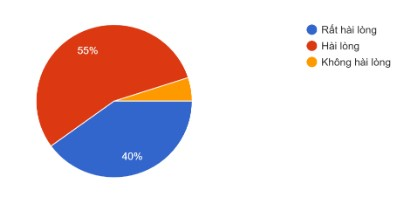 55%
40%
Rất hài lòng
Hài lòng
Không hài lòng